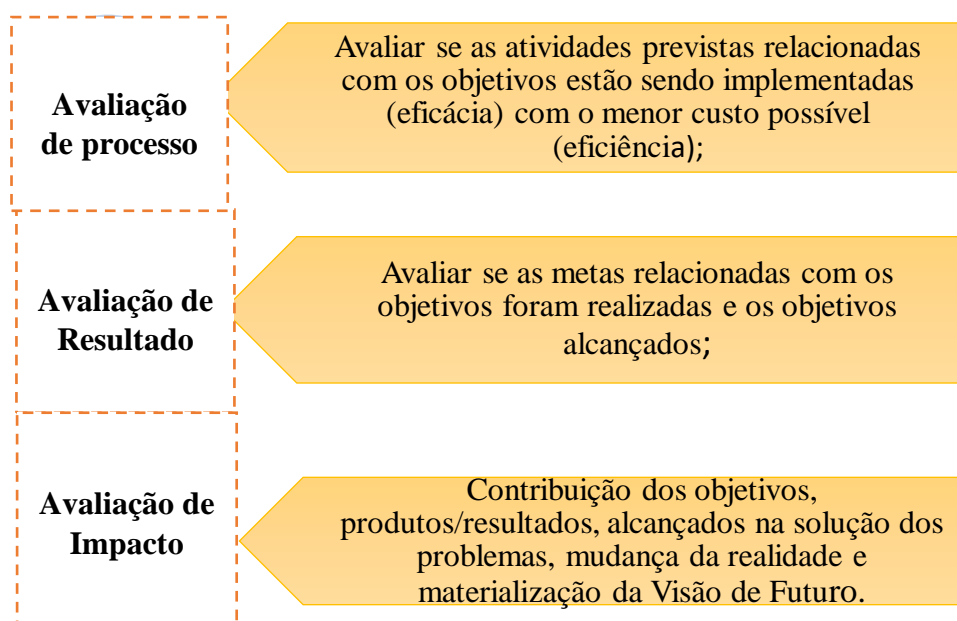 Avaliação
de processo
Avaliar se as atividades previstas relacionadas
com os objetivos estão sendo implementadas
(eficácia) com o menor custo possível
(eficiência);
Avaliação de
Resultado
Avaliar se as metas relacionadas com os
objetivos foram realizadas e os objetivos
alcançados;
Avaliação de
Impacto
Contribuição dos objetivos,
produtos/resultados, alcançados na solução dos
problemas, mudança da realidade e
materialização da Visão de Futuro.